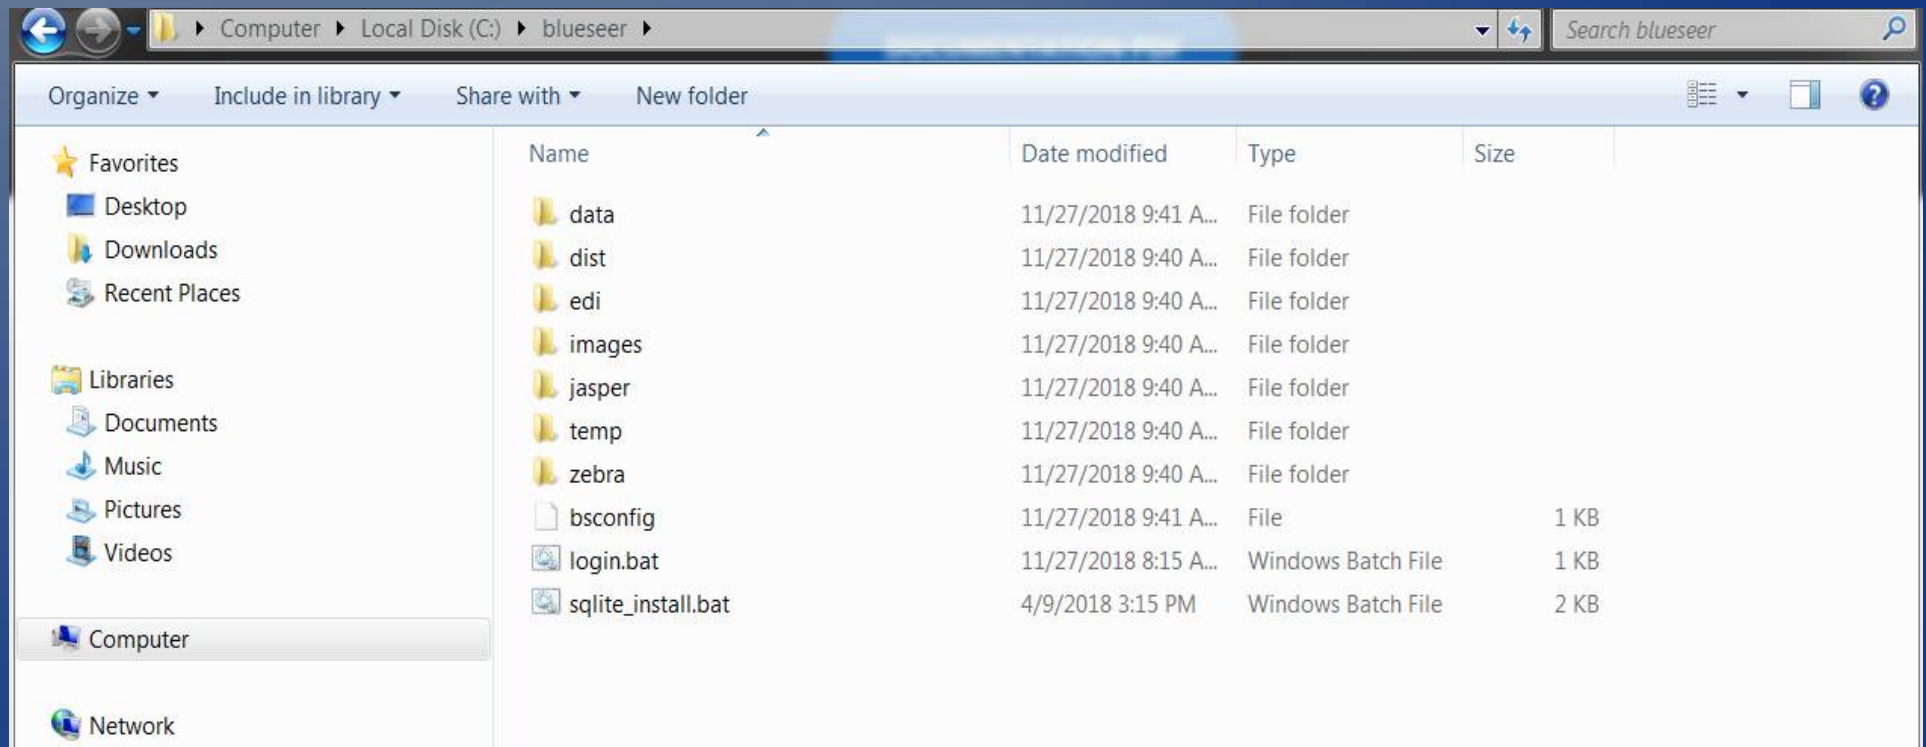 Computer Local Disk (C:) blueseer Search blueseer
Organize Include in library Share with New folder
Favorites
Desktop
Downloads
Recent Places
Libraries
Documents
Music
Pictures
Videos
Computer
Network
Name Date modified Type Size
data 11/27/2018 9:41 A... File folder
dist 11/27/2018 9:40 A... File folder
edi 11/27/2018 9:40 A... File folder
images 11/27/2018 9:40 A... File folder
jasper 11/27/2018 9:40 A... File folder
temp 11/27/2018 9:40 A... File folder
zebra 11/27/2018 9:40 A... File folder
bsconfig 11/27/2018 9:41 A... File 1 KB
login.bat 11/27/2018 8:15 A... Windows Batch File 1 KB
sqlite_install.bat 4/9/2018 3:15 PM Windows Batch File 2 KB